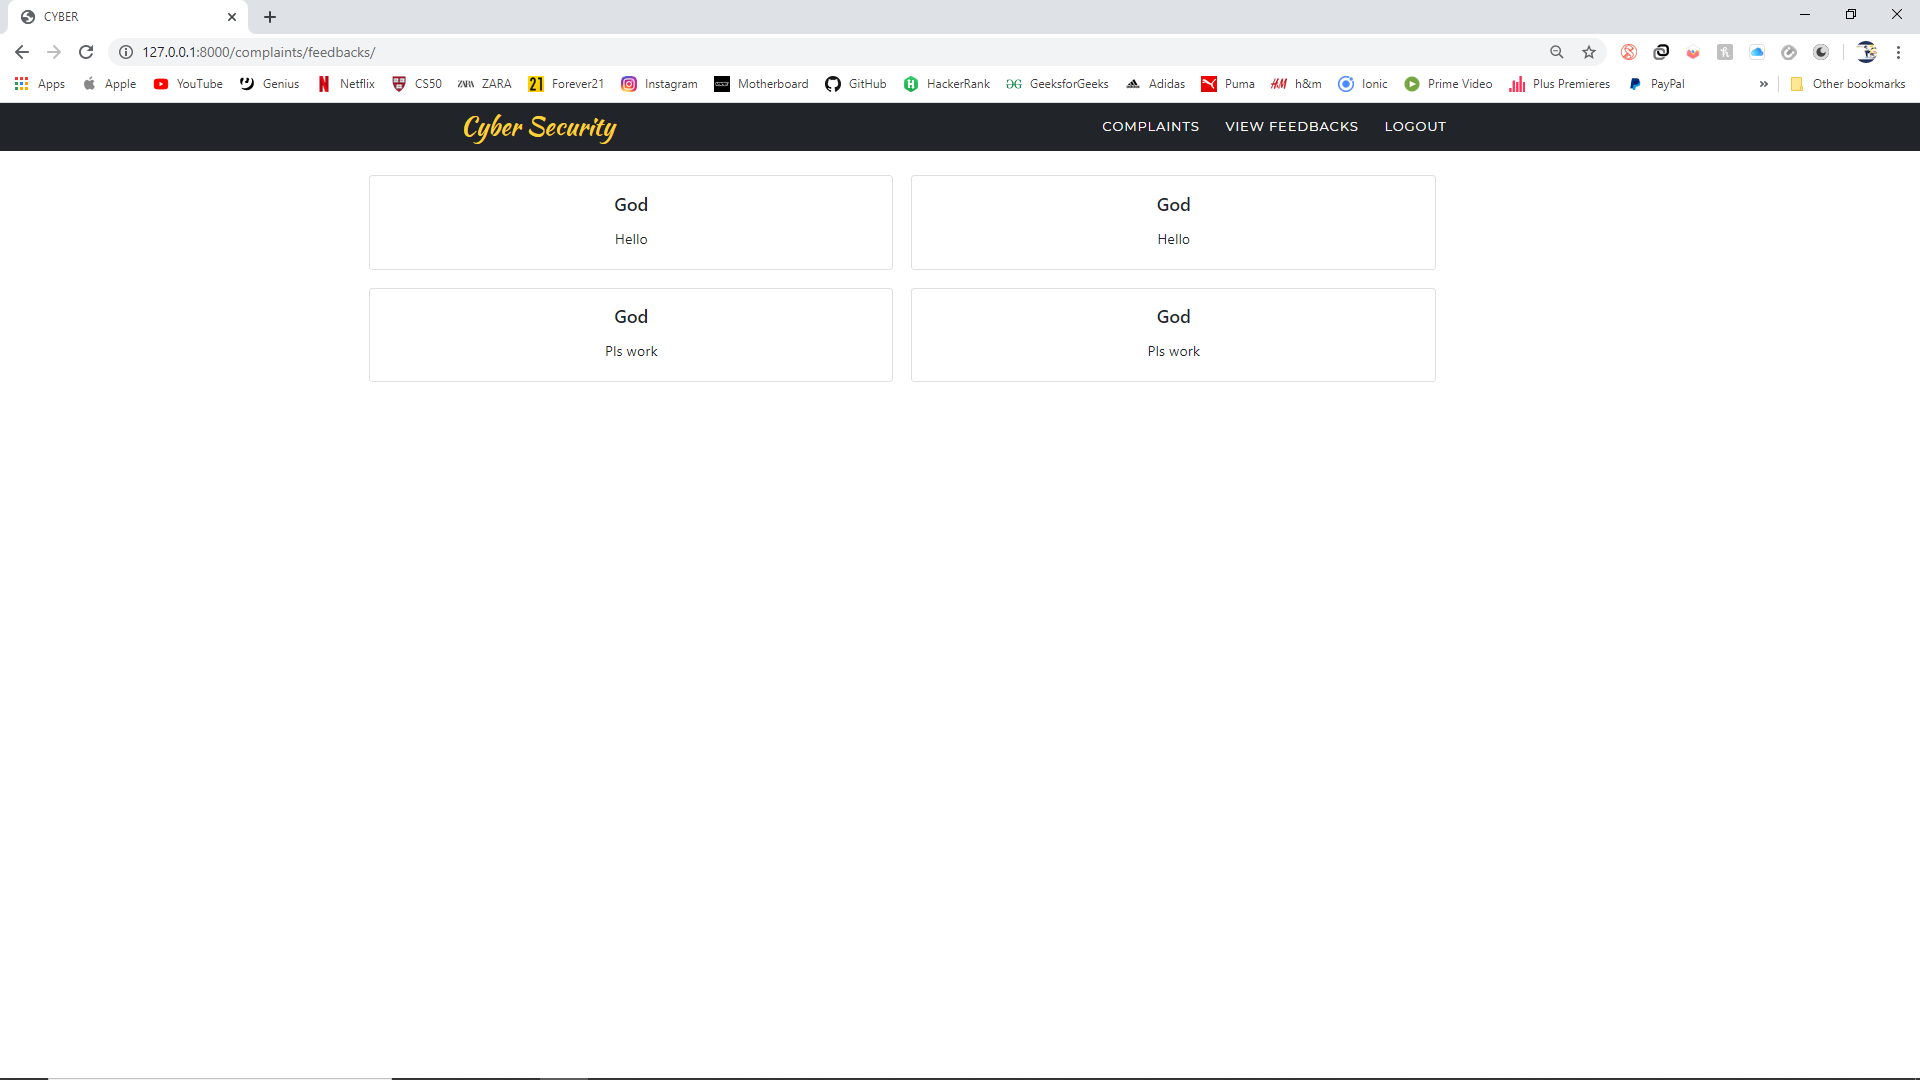 CYBER
127.0.0.1:8000/complaints/feedbacks/
Apps Apple YouTube Genius Netflix CS50 ZARA ZARA Forever21 Instagram Motherboard GitHub HackerRank GeeksforGeeks Adidas Puma H&M h&m Ionic Prime Video Plus Premieres PayPal » Other bookmarks
Cyber Security COMPLAINTS VIEW FEEDBACKS LOGOUT
God God
Hello Hello
God God
Pls work Pls work